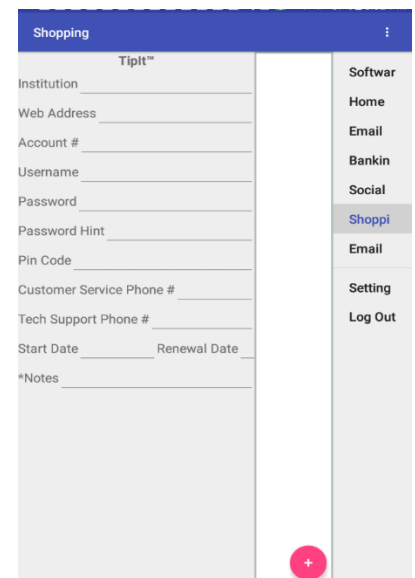 Shopping
TipIt™
Institution
Web Address
Account #
Username
Password
Password Hint
Pin Code
Customer Service Phone #
Tech Support Phone #
Start Date Renewal Date
*Notes
+
Softwar
Home
Email
Bankin
Social
Shoppi
Email
Setting
Log Out